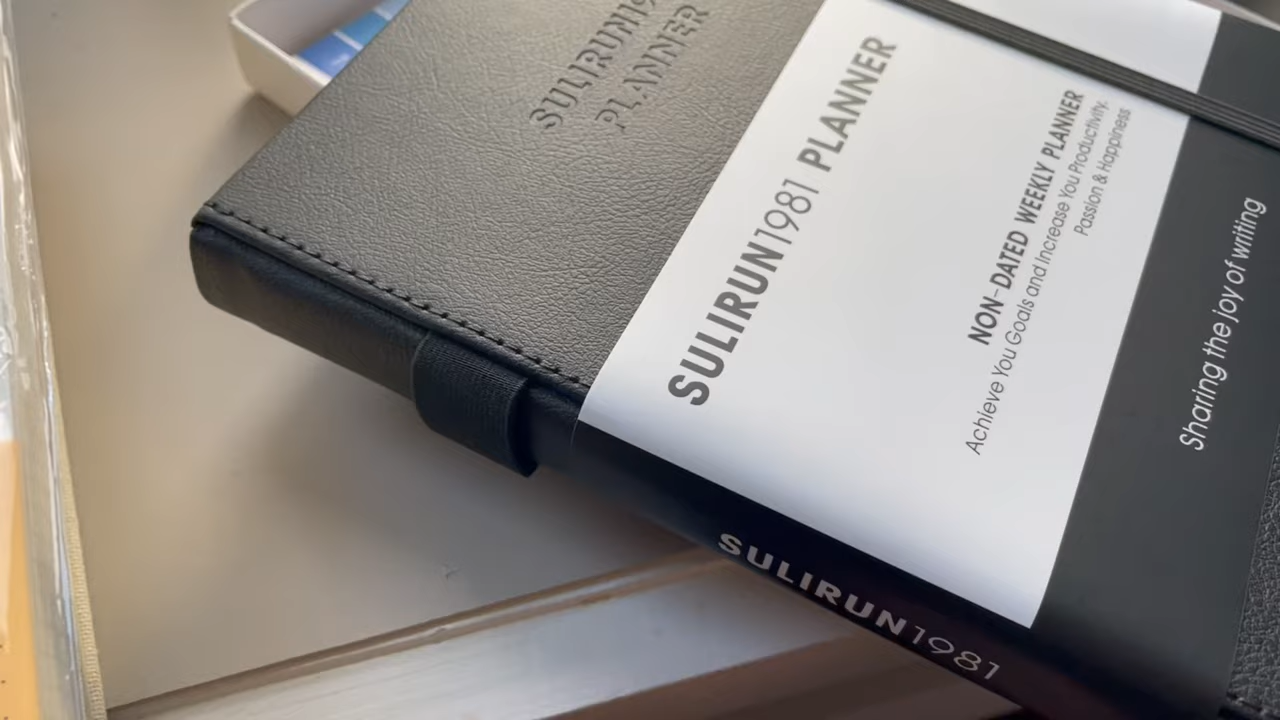 SULIRUN19
PLANNER
SULIRUN1981 PLANNER
NON-DATED WEEKLY PLANNER
Achieve You Goals and Increase You Productivity,
Passion & Happiness
Sharing the joy of writing
SULIRUN1981